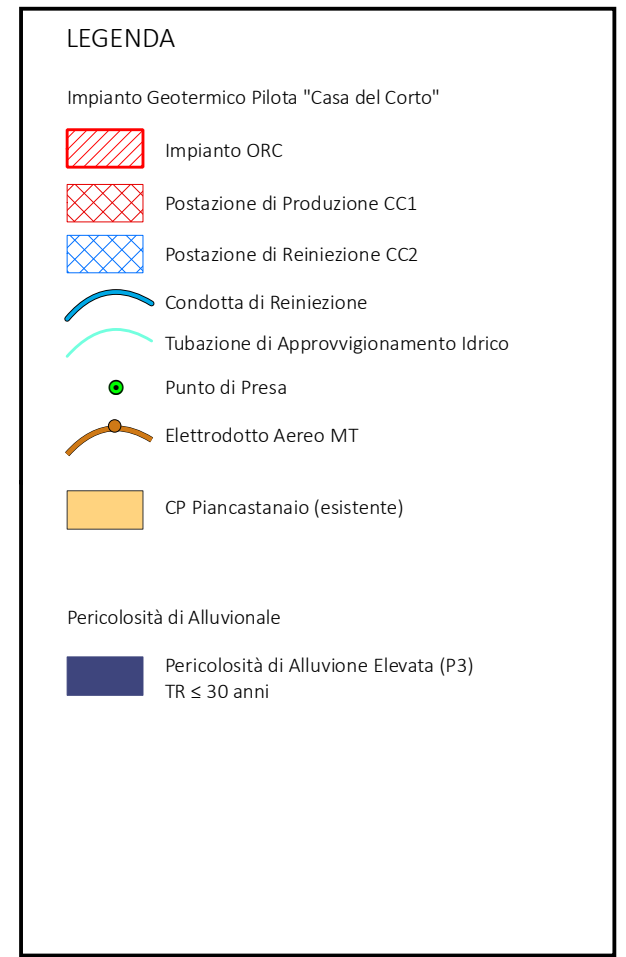 LEGENDA
Impianto Geotermico Pilota "Casa del Corto"
Impianto ORC
Postazione di Produzione CC1
Postazione di Reiniezione CC2
Condotta di Reiniezione
Tubazione di Approvvigionamento Idrico
Punto di Presa
Elettrodotto Aereo MT
CP Piancastanaio (esistente)
Pericolosità di Alluvionale
Pericolosità di Alluvione Elevata (P3)
TR ≤ 30 anni